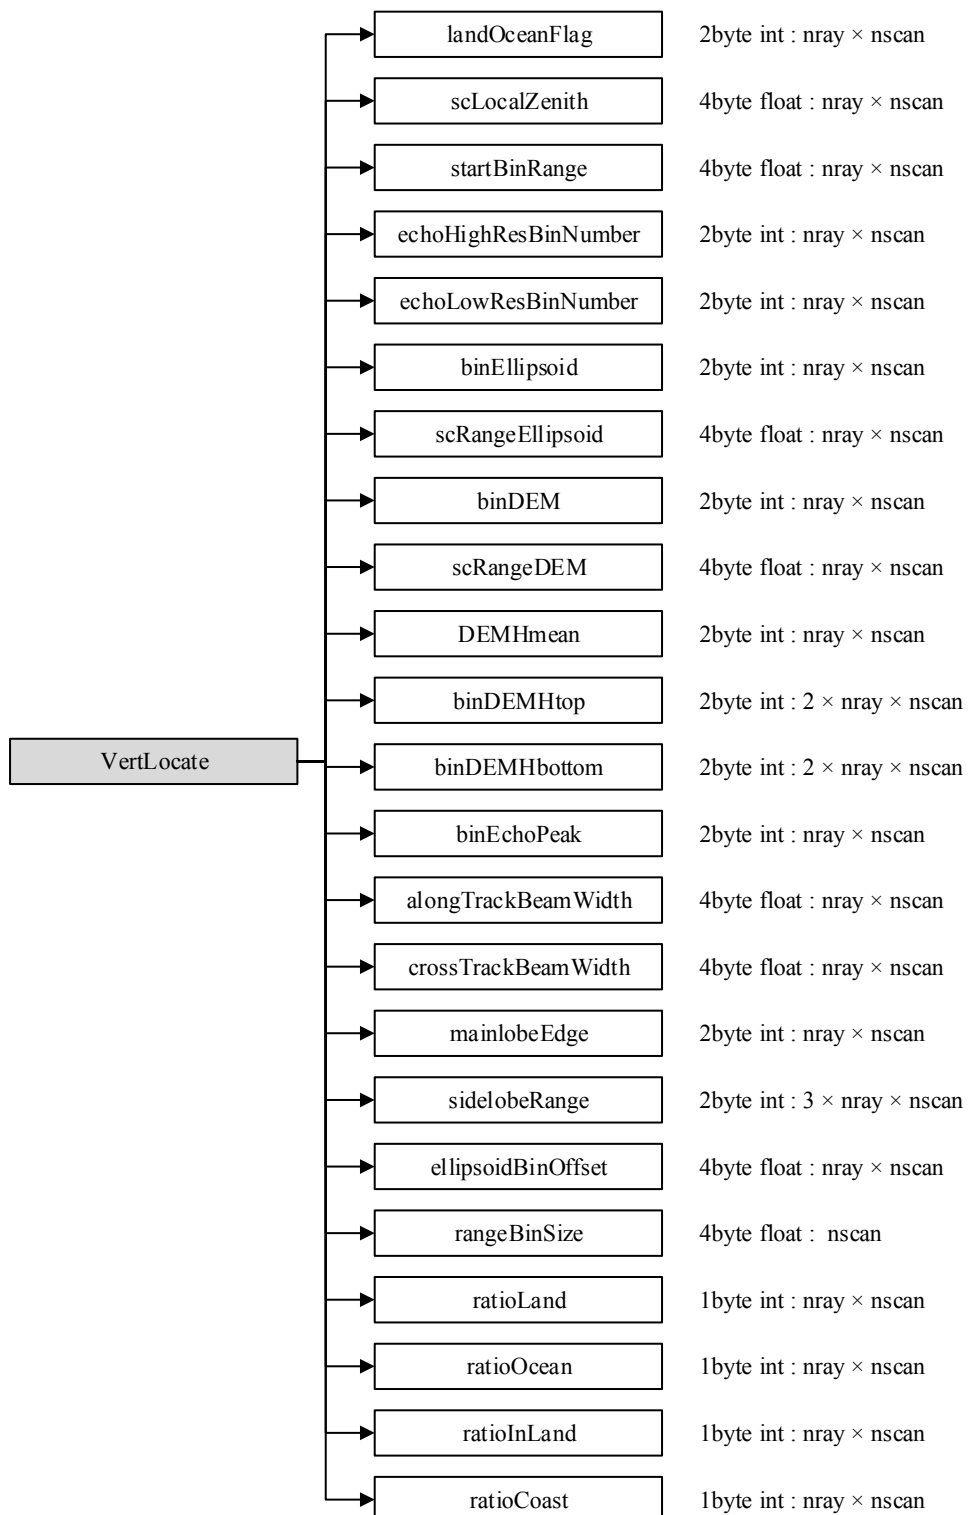 landOceanFlag 2byte int : nray × nscan
scLocalZenith 4byte float : nray × nscan
startBinRange 4byte float : nray × nscan
echoHighResBinNumber 2byte int : nray × nscan
echoLowResBinNumber 2byte int : nray × nscan
binEllipsoid 2byte int : nray × nscan
scRangeEllipsoid 4byte float : nray × nscan
binDEM 2byte int : nray × nscan
scRangeDEM 4byte float : nray × nscan
DEMHmean 2byte int : nray × nscan
binDEMHtop 2byte int : 2 × nray × nscan
VertLocate
binDEMHbottom 2byte int : 2 × nray × nscan
binEchoPeak 2byte int : nray × nscan
alongTrackBeamWidth 4byte float : nray × nscan
crossTrackBeamWidth 4byte float : nray × nscan
mainlobeEdge 2byte int : nray × nscan
sidelobeRange 2byte int : 3 × nray × nscan
ellipsoidBinOffset 4byte float : nray × nscan
rangeBinSize 4byte float : nscan
ratioLand 1byte int : nray × nscan
ratioOcean 1byte int : nray × nscan
ratioInLand 1byte int : nray × nscan
ratioCoast 1byte int : nray × nscan